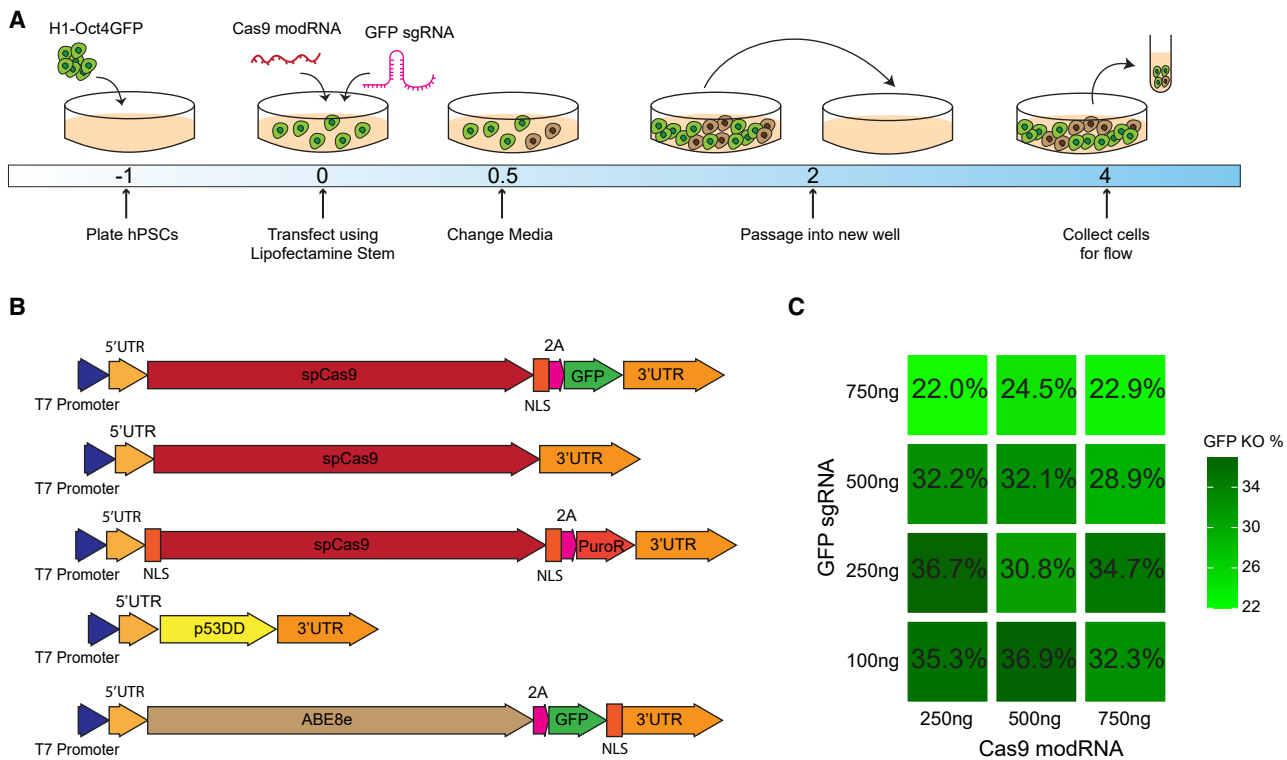 A
H1-Oct4GFP
Cas9 modRNA
GFP sgRNA
-1
0
0.5
2
4
Plate hPSCs
Transfect using
Lipofectamine Stem
Change Media
Passage into new well
Collect cells
for flow
B
5'UTR
spCas9
2A
GFP
3'UTR
T7 Promoter
NLS
5'UTR
spCas9
3'UTR
T7 Promoter
5'UTR
spCas9
2A
PuroR
3'UTR
T7 Promoter
NLS
NLS
5'UTR
p53DD
3'UTR
T7 Promoter
5'UTR
ABE8e
2A
GFP
3'UTR
T7 Promoter
NLS
C
GFP sgRNA
750ng
22.0%
24.5%
22.9%
500ng
32.2%
32.1%
28.9%
250ng
36.7%
30.8%
34.7%
100ng
35.3%
36.9%
32.3%
250ng
500ng
750ng
Cas9 modRNA
GFP KO %
34
30
26
22